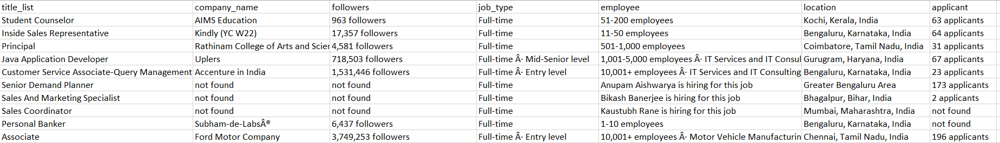 title_list company_name followers job_type employee location applicant
Student Counselor AIMS Education 963 followers Full-time 51-200 employees Kochi, Kerala, India 63 applicants
Inside Sales Representative Kindly (YC W22) 17,357 followers Full-time 11-50 employees Bengaluru, Karnataka, India 64 applicants
Principal Rathinam College of Arts and Scien 4,581 followers Full-time 501-1,000 employees Coimbatore, Tamil Nadu, India 31 applicants
Java Application Developer Uplers 718,503 followers Full-time Â· Mid-Senior level 1,001-5,000 employees Â· IT Services and IT Consul Gurugram, Haryana, India 67 applicants
Customer Service Associate-Query Management Accenture in India 1,531,446 followers Full-time Â· Entry level 10,001+ employees Â· IT Services and IT Consulting Bengaluru, Karnataka, India 23 applicants
Senior Demand Planner not found not found Full-time Anupam Aishwarya is hiring for this job Greater Bengaluru Area 173 applicants
Sales And Marketing Specialist not found not found Full-time Bikash Banerjee is hiring for this job Bhagalpur, Bihar, India 2 applicants
Sales Coordinator not found not found Full-time Kaustubh Rane is hiring for this job Mumbai, Maharashtra, India not found
Personal Banker Subham-de-LabsÂ® 6,437 followers Full-time 1-10 employees Bengaluru, Karnataka, India not found
Associate Ford Motor Company 3,749,253 followers Full-time Â· Entry level 10,001+ employees Â· Motor Vehicle Manufacturin Chennai, Tamil Nadu, India 196 applicants